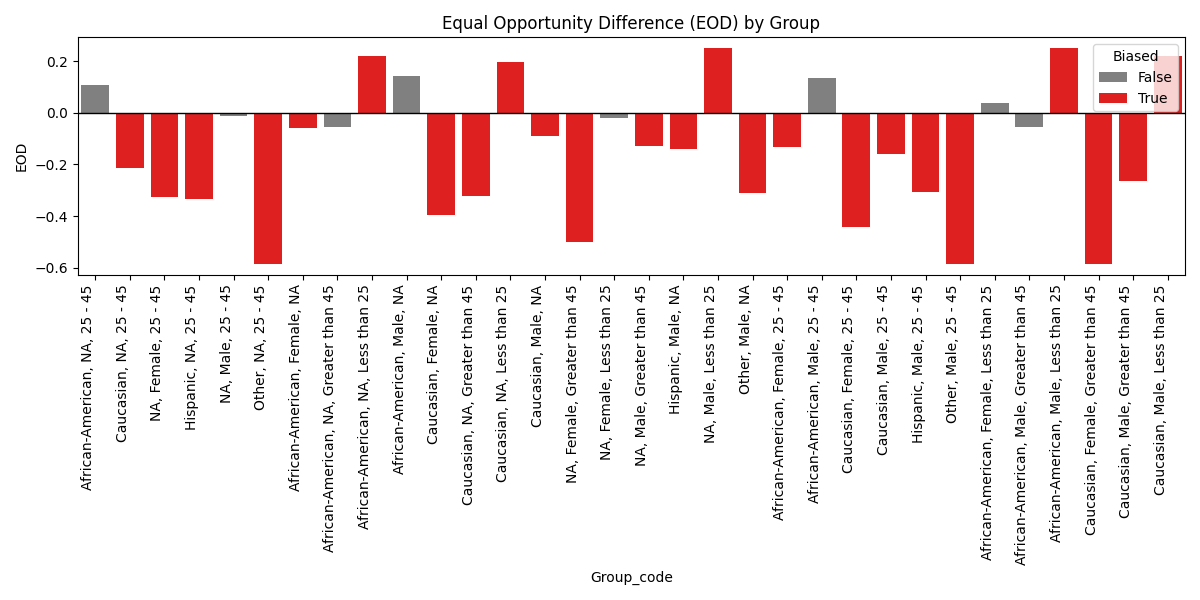 Equal Opportunity Difference (EOD) by Group
EOD
0.2
0.0
−0.2
−0.4
−0.6
Biased
False
True
African-American, NA, 25 - 45
Caucasian, NA, 25 - 45
NA, Female, 25 - 45
Hispanic, NA, 25 - 45
NA, Male, 25 - 45
Other, NA, 25 - 45
African-American, Female, NA
African-American, NA, Greater than 45
African-American, NA, Less than 25
African-American, Male, NA
Caucasian, Female, NA
Caucasian, NA, Greater than 45
Caucasian, NA, Less than 25
Caucasian, Male, NA
NA, Female, Greater than 45
NA, Female, Less than 25
NA, Male, Greater than 45
Hispanic, Male, NA
NA, Male, Less than 25
Other, Male, NA
African-American, Female, 25 - 45
African-American, Male, 25 - 45
Caucasian, Female, 25 - 45
Caucasian, Male, 25 - 45
Hispanic, Male, 25 - 45
Other, Male, 25 - 45
African-American, Female, Less than 25
African-American, Male, Greater than 45
African-American, Male, Less than 25
Caucasian, Female, Greater than 45
Caucasian, Male, Greater than 45
Caucasian, Male, Less than 25
Group_code